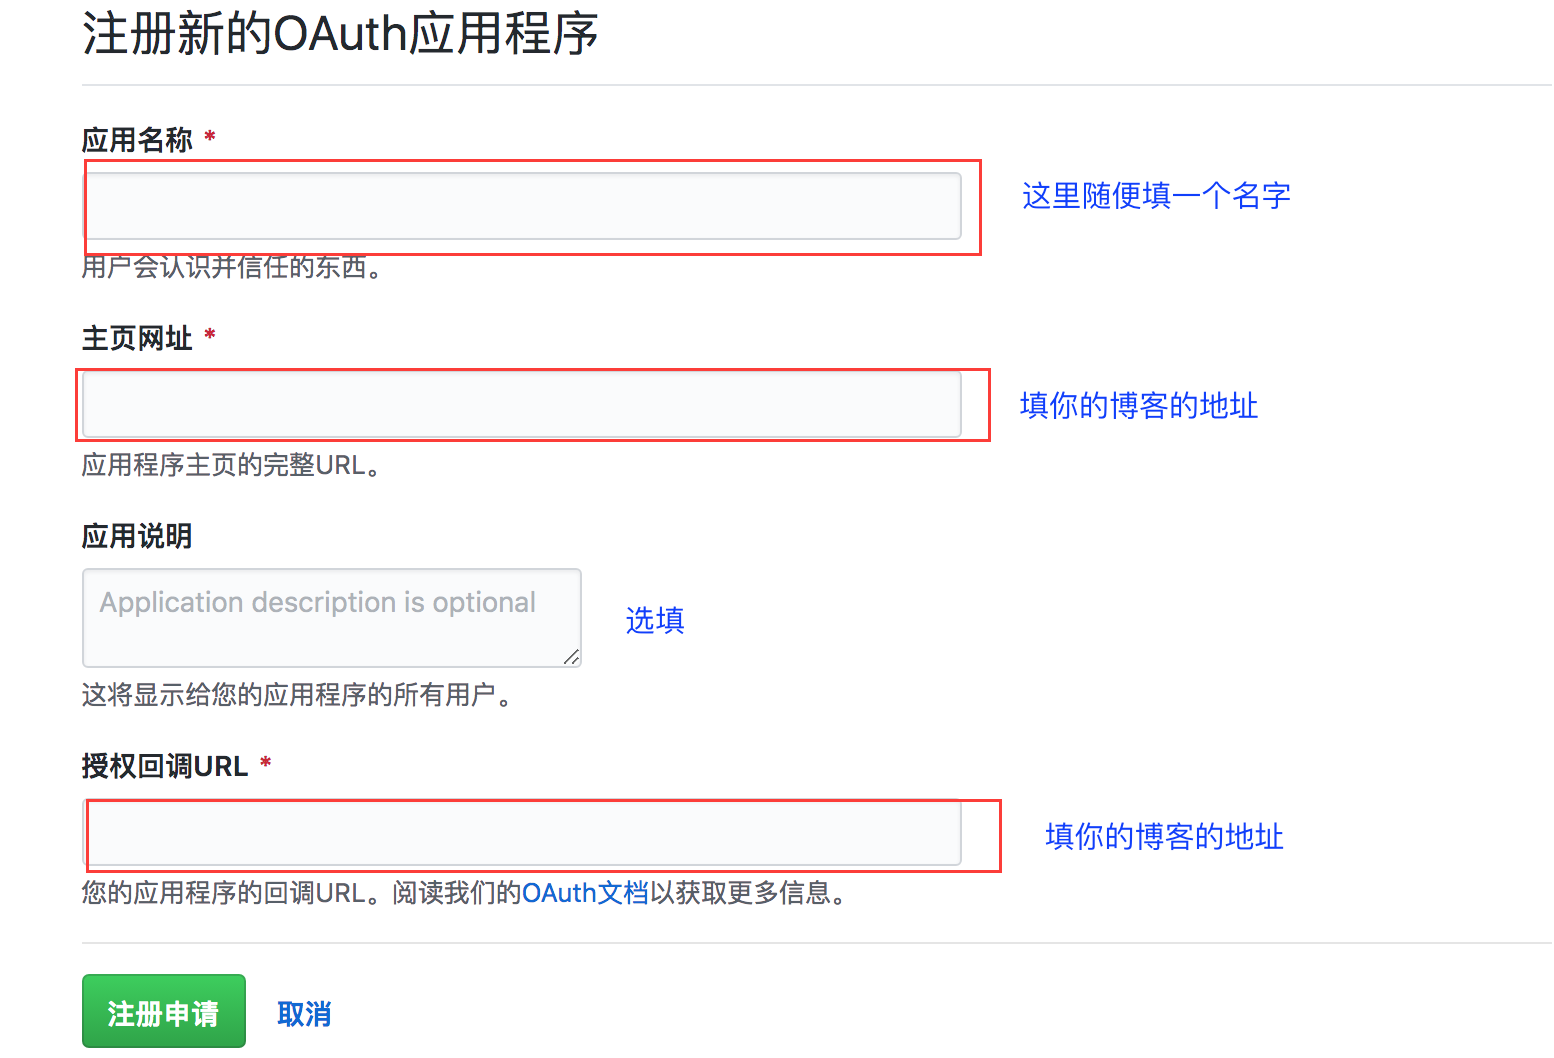 注册新的OAuth应用程序
应用名称 *
这里随便填一个名字
用户会认识并信任的东西。
主页网址 *
填你的博客的地址
应用程序主页的完整URL。
应用说明
Application description is optional
选填
这将显示给您的应用程序的所有用户。
授权回调URL *
填你的博客的地址
您的应用程序的回调URL。阅读我们的OAuth文档以获取更多信息。
注册申请 取消